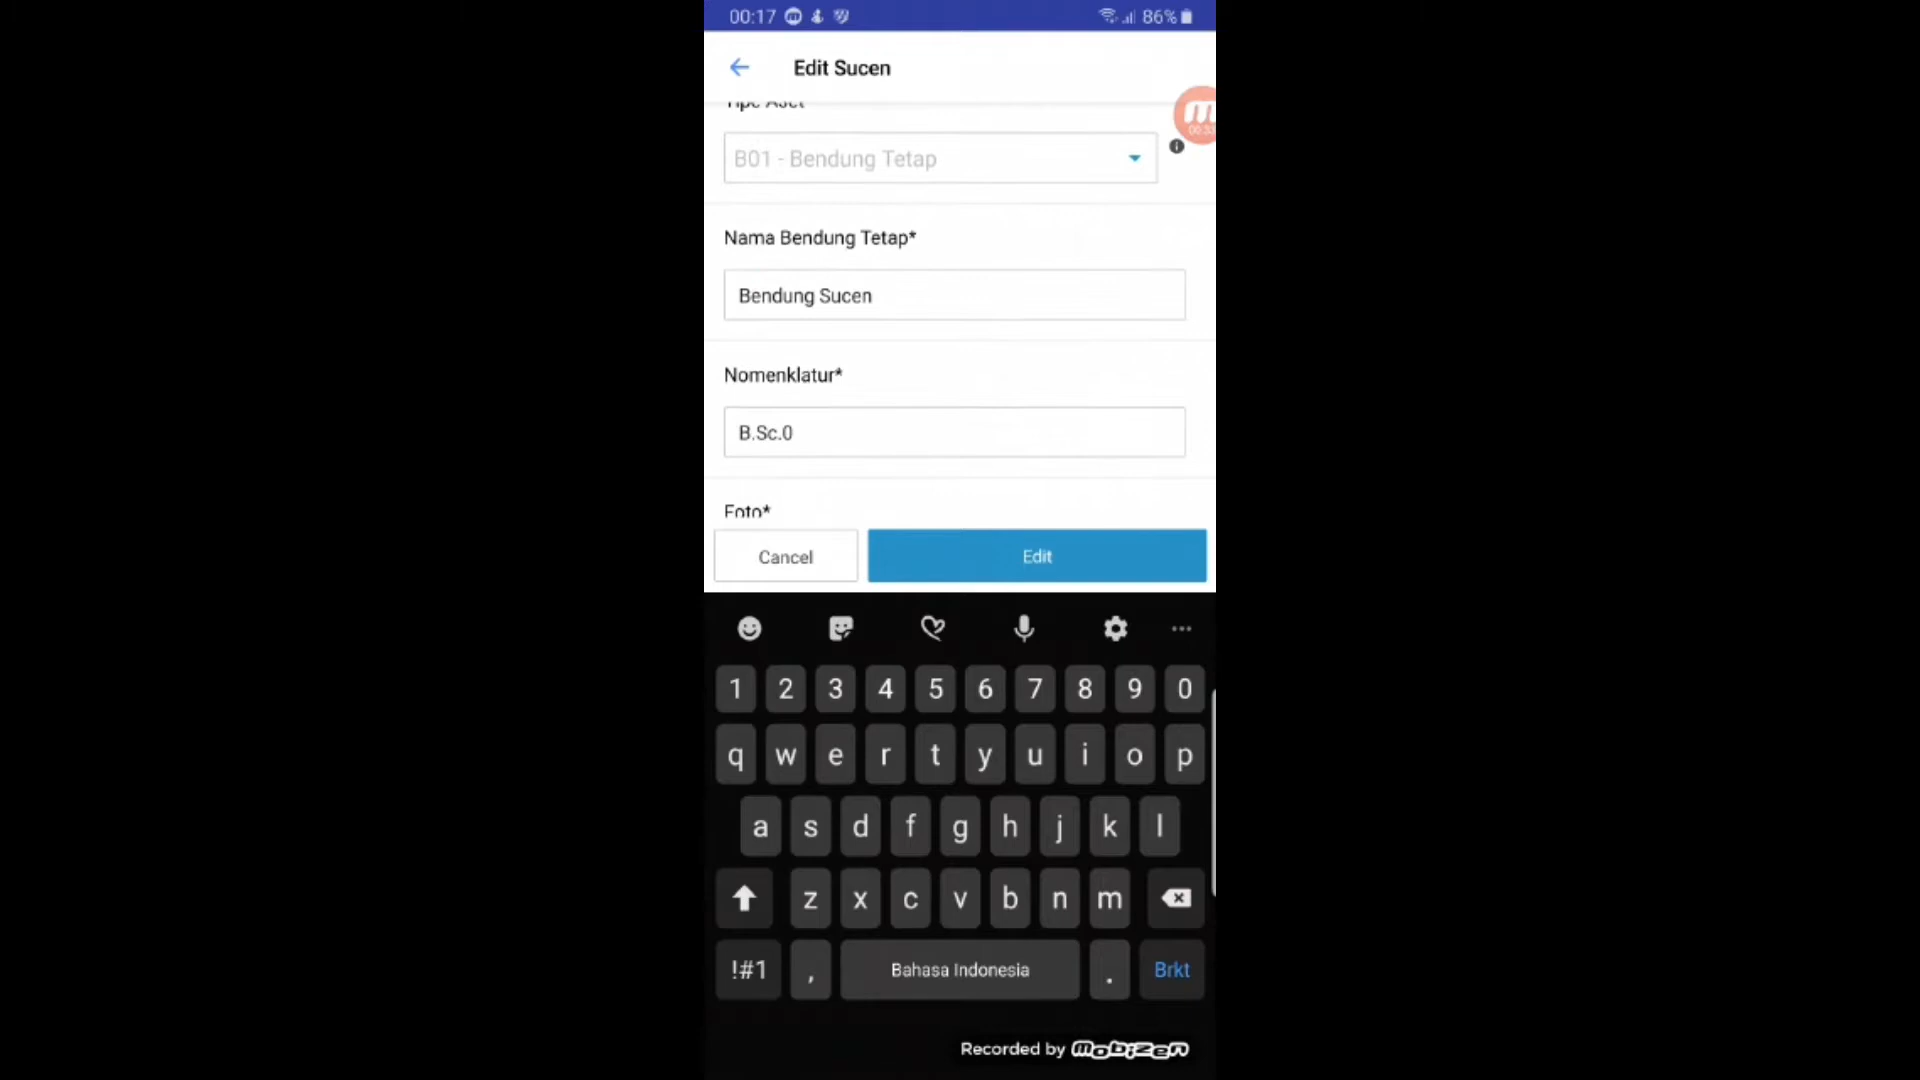 00:17 86%
Edit Sucen
Tipe Aset
00:33
B01 - Bendung Tetap
Nama Bendung Tetap*
Bendung Sucen
Nomenklatur*
B.Sc.0
Foto*
Cancel Edit
1 2 3 4 5 6 7 8 9 0
q w e r t y u i o p
a s d f g h j k l
z x c v b n m
!#1 , Bahasa Indonesia . Brkt
Recorded by mobizen